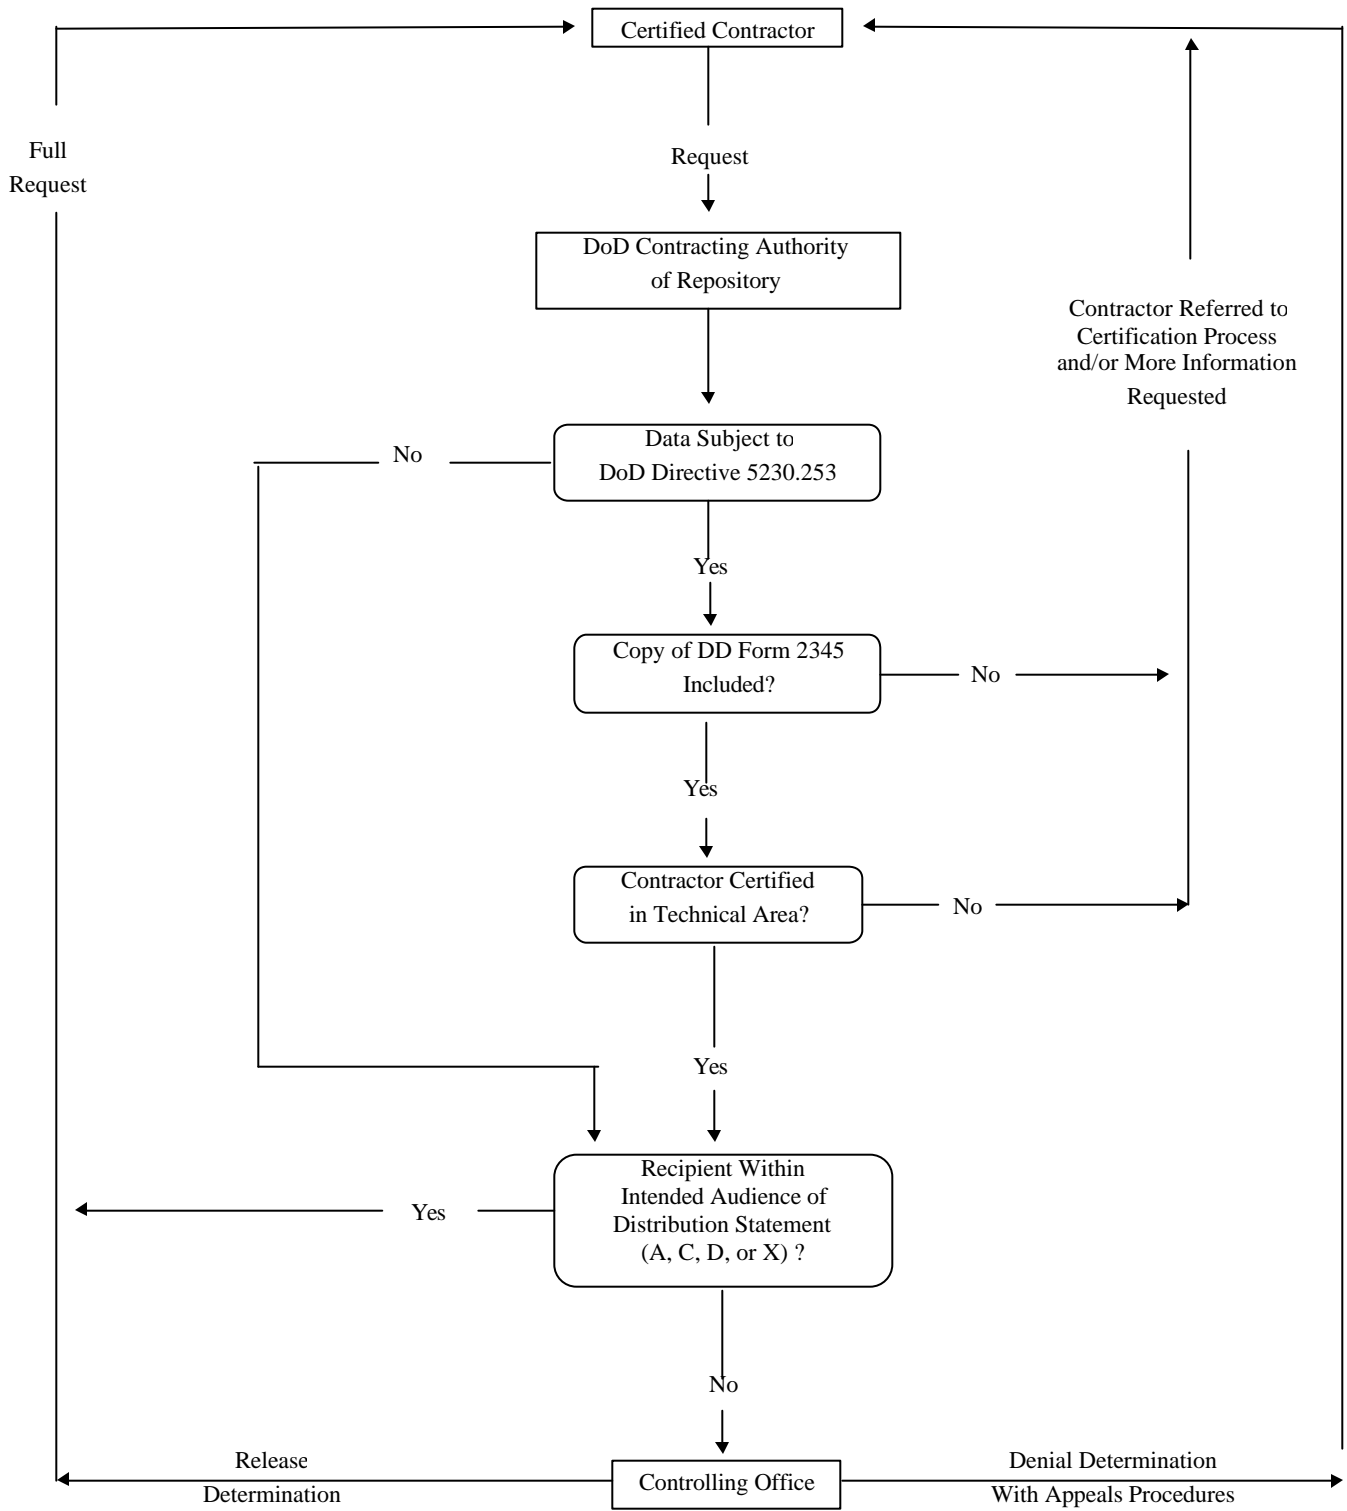 Certified Contractor
Full
Request
Request
DoD Contracting Authority
of Repository
Contractor Referred to
Certification Process
and/or More Information
Requested
Data Subject to
DoD Directive 5230.253
No
Yes
Copy of DD Form 2345
Included?
No
Yes
Contractor Certified
in Technical Area?
No
Yes
Recipient Within
Intended Audience of
Distribution Statement
(A, C, D, or X) ?
Yes
No
Release
Determination
Controlling Office
Denial Determination
With Appeals Procedures